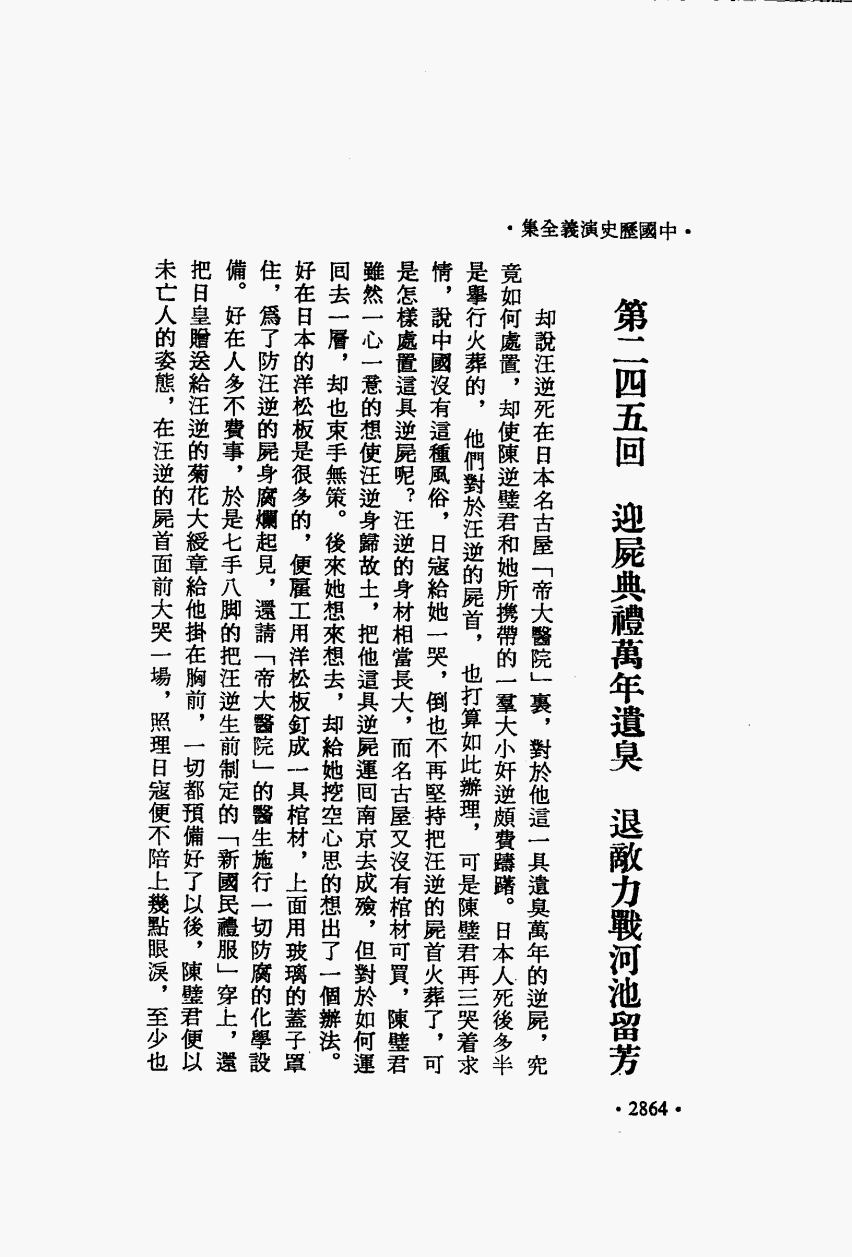 ·中國歷史演義全集·
第二四五回　迎屍典禮萬年遺臭　退敵力戰河池留芳
却說汪逆死在日本名古屋「帝大醫院」裏，對於他這一具遺臭萬年的逆屍，究
竟如何處置，却使陳逆璧君和她所携帶的一羣大小奸逆頗費躊躇。日本人死後多半
是舉行火葬的，他們對於汪逆的屍首，也打算如此辦理，可是陳璧君再三哭着求
情，說中國沒有這種風俗，日寇給她一哭，倒也不再堅持把汪逆的屍首火葬了，可
是怎樣處置這具逆屍呢？汪逆的身材相當長大，而名古屋又沒有棺材可買，陳璧君
雖然一心一意的想使汪逆身歸故土，把他這具逆屍運回南京去成殮，但對於如何運
回去一層，却也束手無策。後來她想來想去，却給她挖空心思的想出了一個辦法。
好在日本的洋松板是很多的，便雇工用洋松板釘成一具棺材，上面用玻璃的蓋子罩
住，爲了防汪逆的屍身腐爛起見，還請「帝大醫院」的醫生施行一切防腐的化學設
備。好在人多不費事，於是七手八脚的把汪逆生前制定的「新國民禮服」穿上，還
把日皇贈送給汪逆的菊花大綬章給他掛在胸前，一切都預備好了以後，陳璧君便以
未亡人的姿態，在汪逆的屍首面前大哭一場，照理日寇便不陪上幾點眼淚，至少也
·2864·